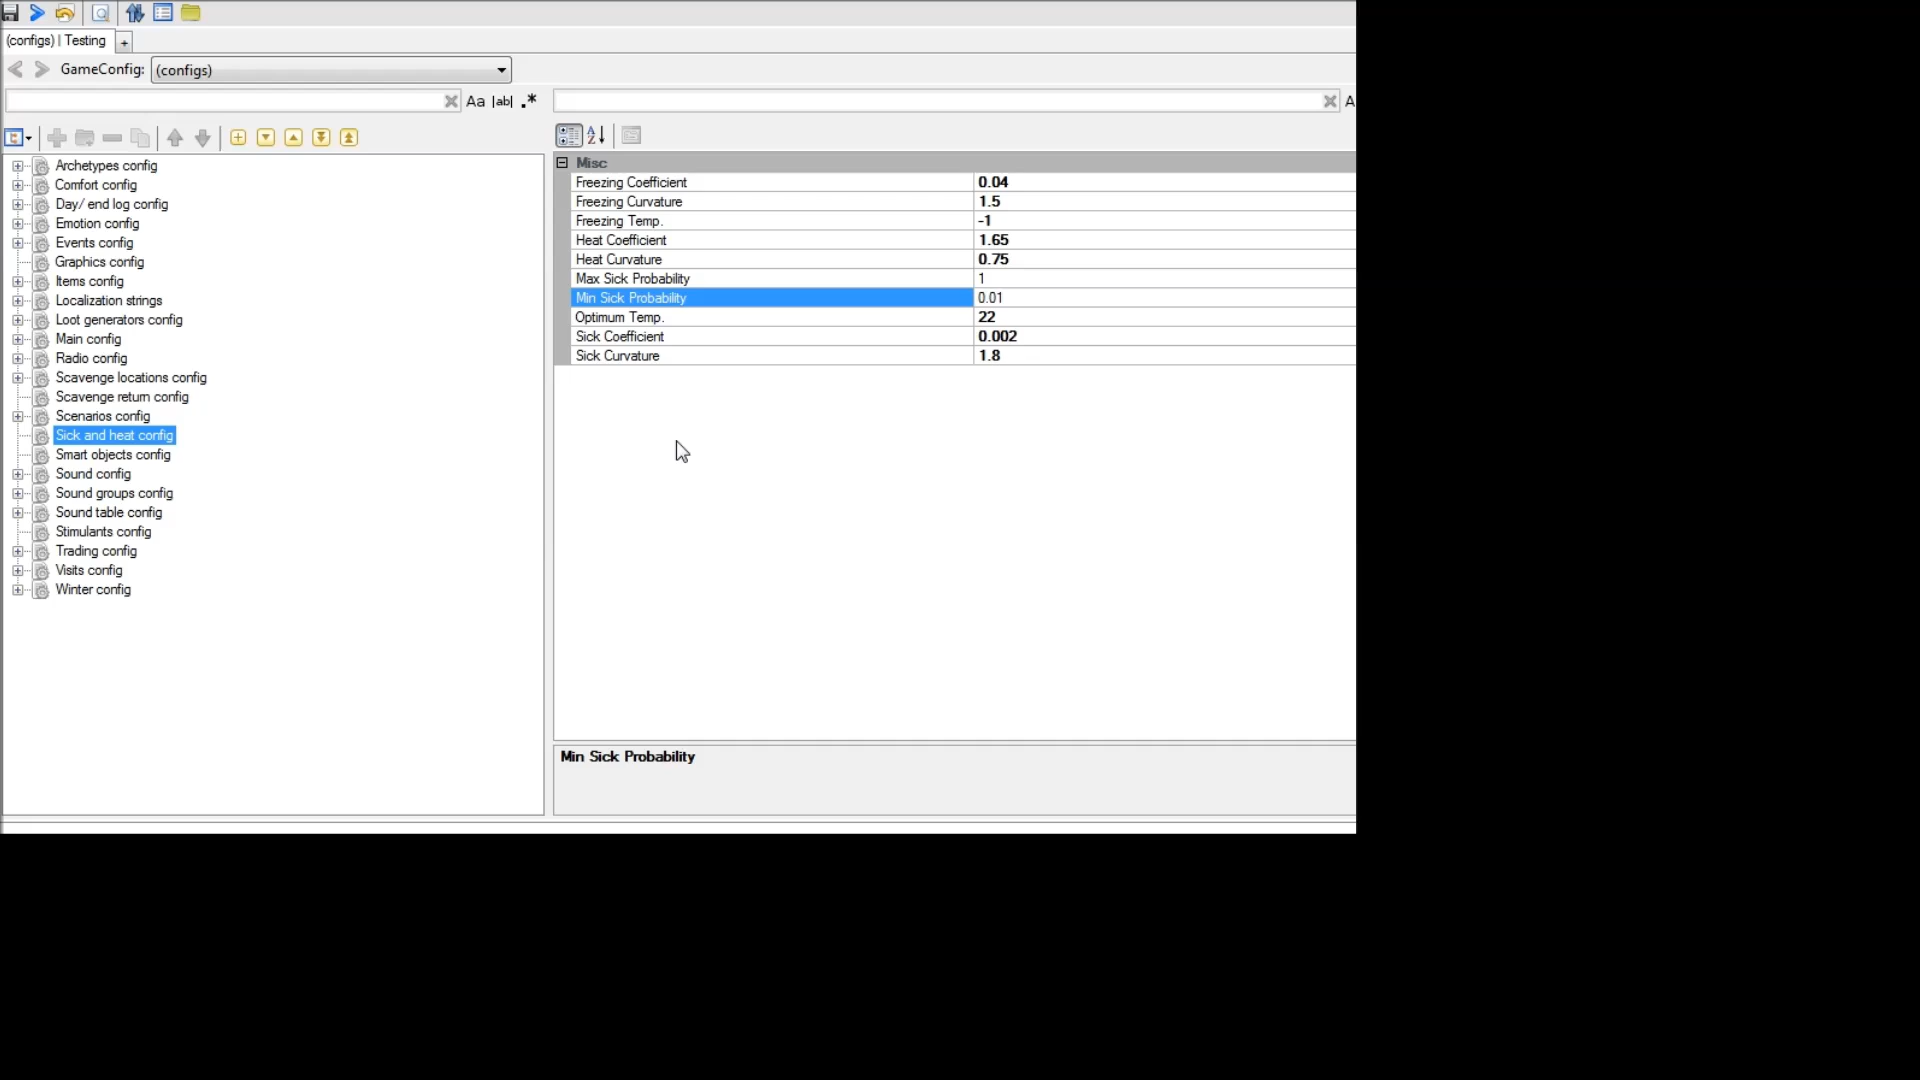 (configs) | Testing
+
GameConfig: (configs)
Aa |ab| .*
A
A Z
Archetypes config
Comfort config
Day/ end log config
Emotion config
Events config
Graphics config
Items config
Localization strings
Loot generators config
Main config
Radio config
Scavenge locations config
Scavenge return config
Scenarios config
Sick and heat config
Smart objects config
Sound config
Sound groups config
Sound table config
Stimulants config
Trading config
Visits config
Winter config
Misc
Freezing Coefficient 0.04
Freezing Curvature 1.5
Freezing Temp. -1
Heat Coefficient 1.65
Heat Curvature 0.75
Max Sick Probability 1
Min Sick Probability 0.01
Optimum Temp. 22
Sick Coefficient 0.002
Sick Curvature 1.8
Min Sick Probability